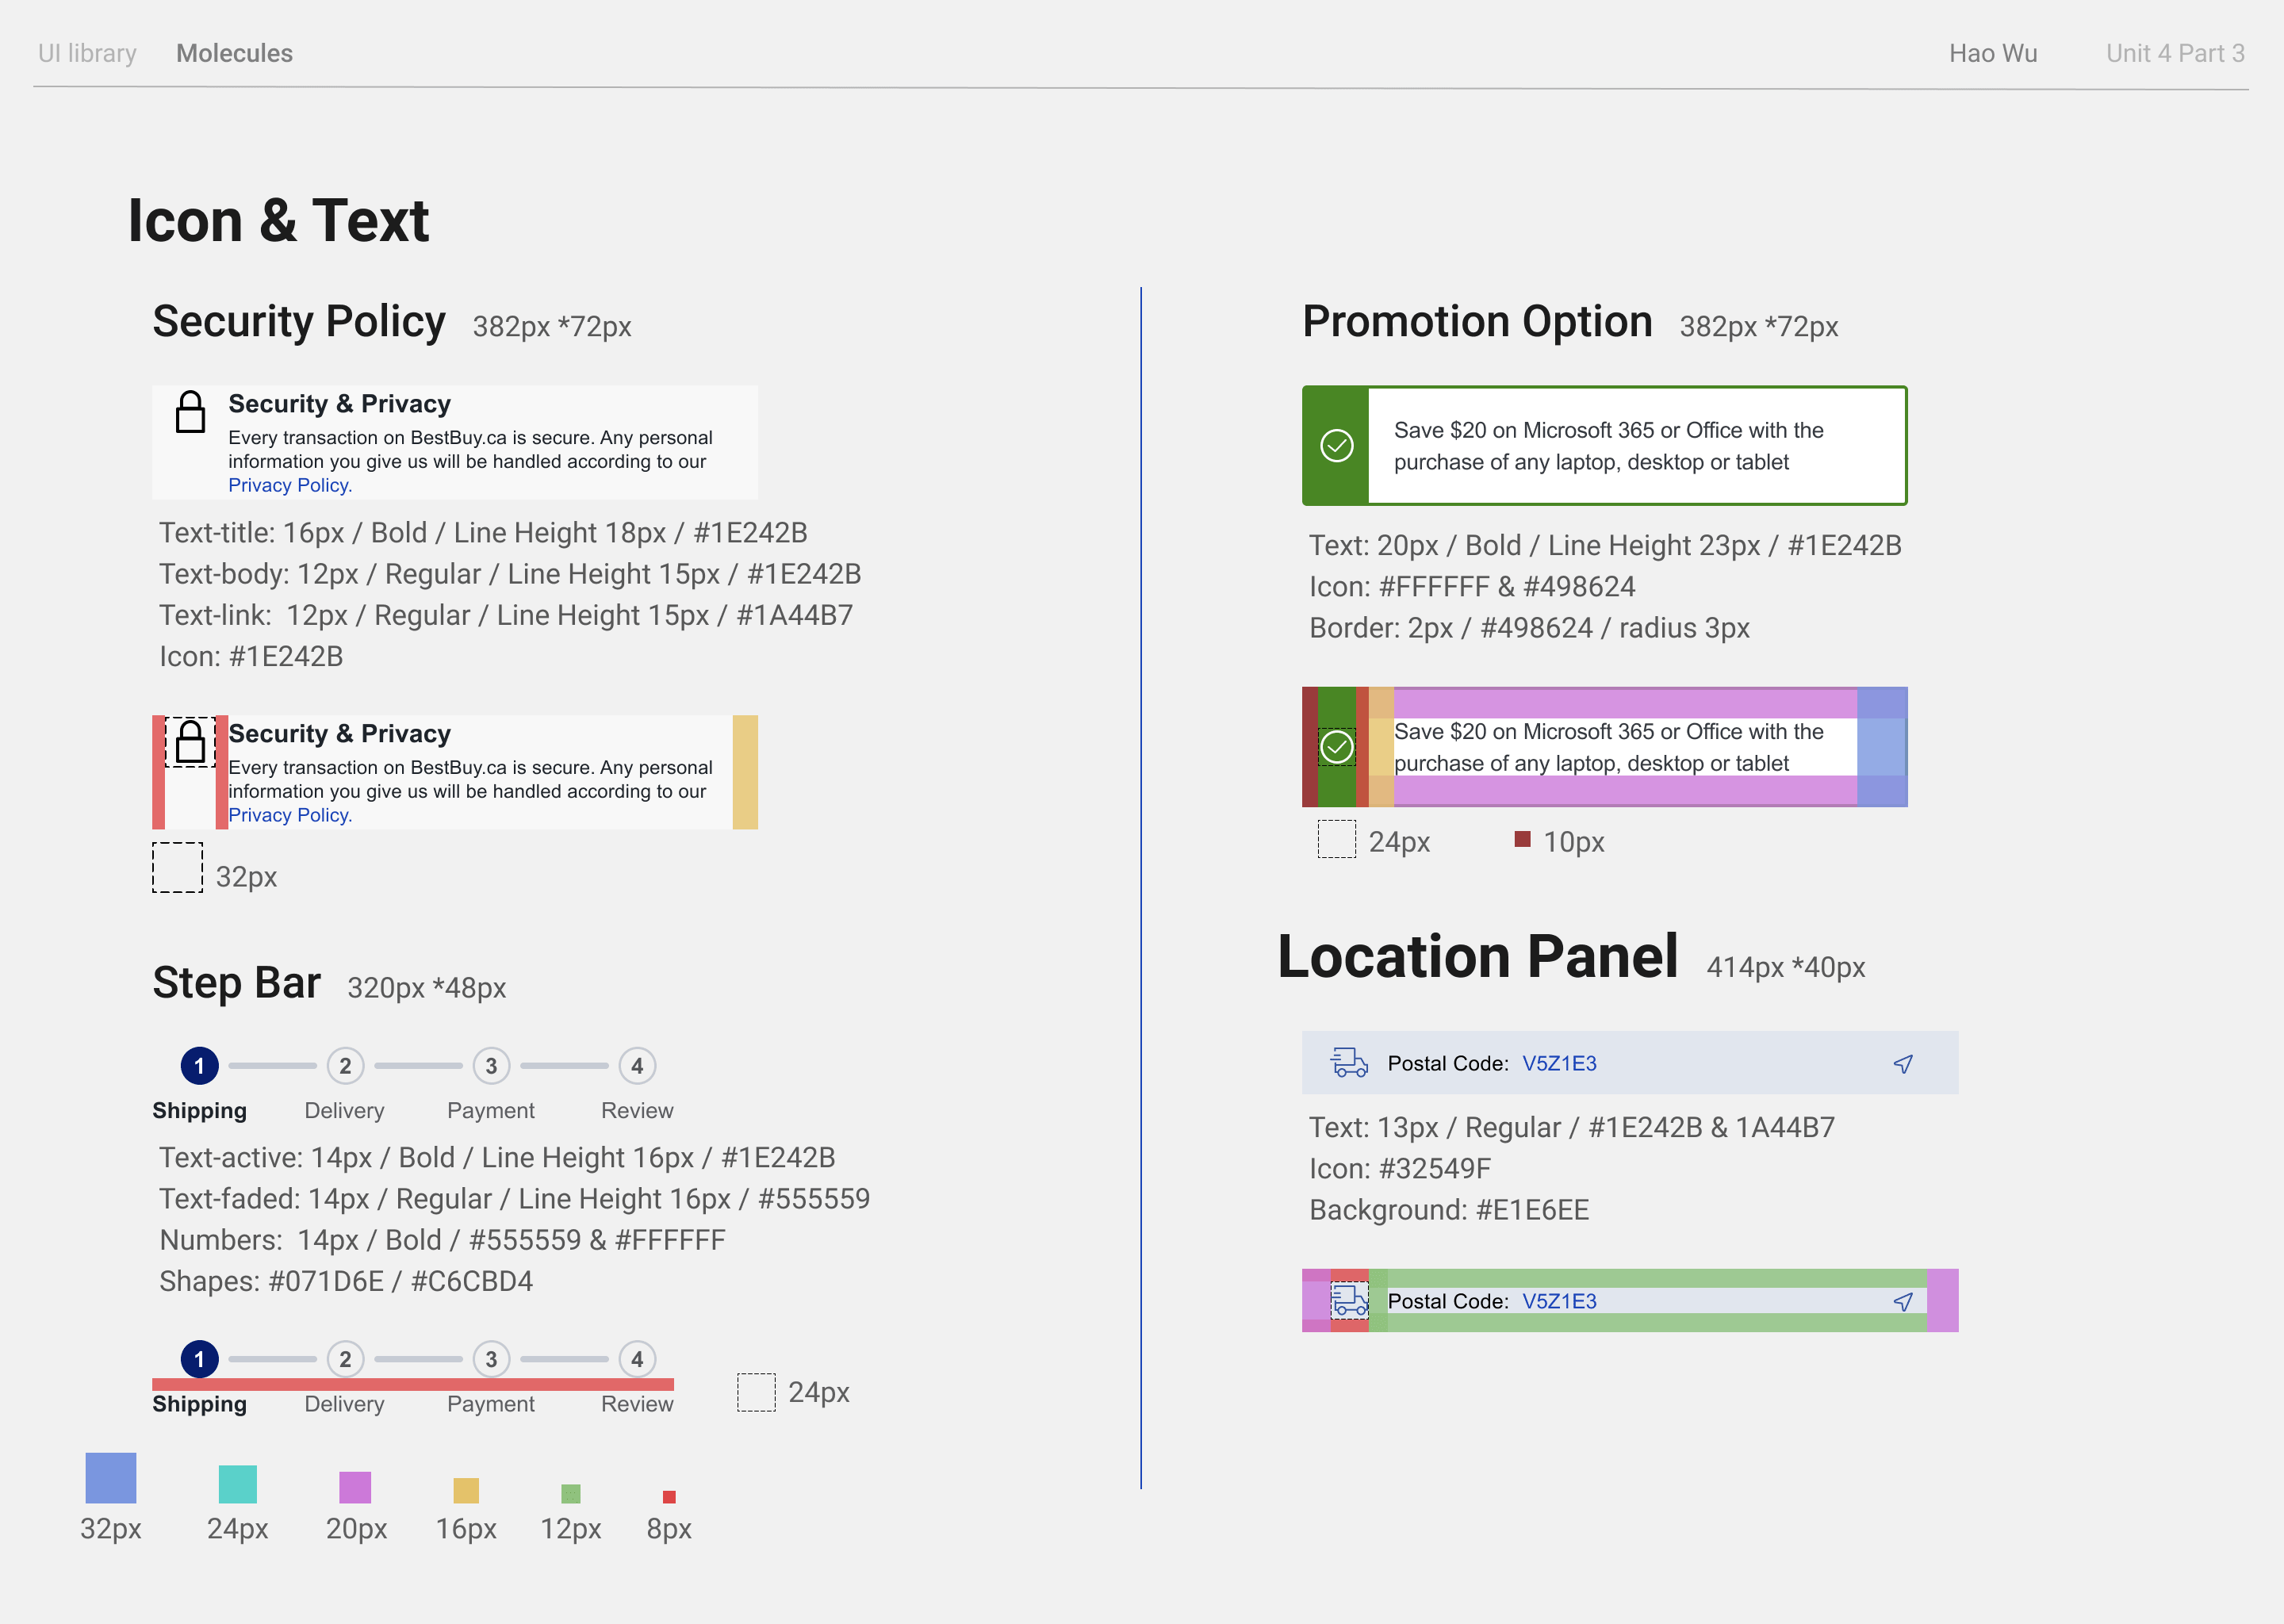 UI library Molecules Hao Wu Unit 4 Part 3
Icon & Text
Security Policy 382px *72px
Security & Privacy
Every transaction on BestBuy.ca is secure. Any personal
information you give us will be handled according to our
Privacy Policy.
Text-title: 16px / Bold / Line Height 18px / #1E242B
Text-body: 12px / Regular / Line Height 15px / #1E242B
Text-link: 12px / Regular / Line Height 15px / #1A44B7
Icon: #1E242B
Security & Privacy
Every transaction on BestBuy.ca is secure. Any personal
information you give us will be handled according to our
Privacy Policy.
32px
Step Bar 320px *48px
1 2 3 4
Shipping Delivery Payment Review
Text-active: 14px / Bold / Line Height 16px / #1E242B
Text-faded: 14px / Regular / Line Height 16px / #555559
Numbers: 14px / Bold / #555559 & #FFFFFF
Shapes: #071D6E / #C6CBD4
1 2 3 4
Shipping Delivery Payment Review
24px
32px 24px 20px 16px 12px 8px
Promotion Option 382px *72px
Save $20 on Microsoft 365 or Office with the
purchase of any laptop, desktop or tablet
Text: 20px / Bold / Line Height 23px / #1E242B
Icon: #FFFFFF & #498624
Border: 2px / #498624 / radius 3px
Save $20 on Microsoft 365 or Office with the
purchase of any laptop, desktop or tablet
24px 10px
Location Panel 414px *40px
Postal Code: V5Z1E3
Text: 13px / Regular / #1E242B & 1A44B7
Icon: #32549F
Background: #E1E6EE
Postal Code: V5Z1E3